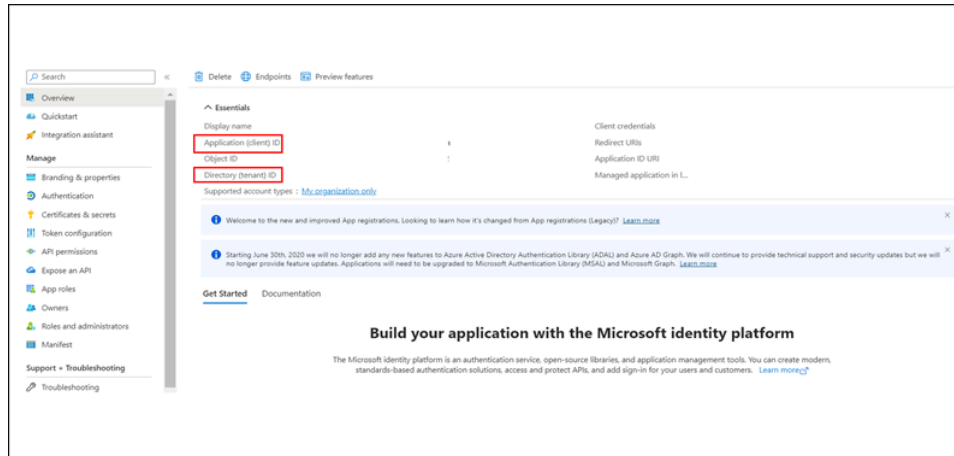 Search
«
Delete
Endpoints
Preview features
Overview
Quickstart
Integration assistant
Manage
Branding & properties
Authentication
Certificates & secrets
Token configuration
API permissions
Expose an API
App roles
Owners
Roles and administrators
Manifest
Support + Troubleshooting
Troubleshooting
Essentials
Display name
Application (client) ID
Object ID
Directory (tenant) ID
Supported account types : My organization only
Client credentials
Redirect URIs
Application ID URI
Managed application in l...
Welcome to the new and improved App registrations. Looking to learn how it's changed from App registrations (Legacy)? Learn more
Starting June 30th, 2020 we will no longer add any new features to Azure Active Directory Authentication Library (ADAL) and Azure AD Graph. We will continue to provide technical support and security updates but we will
no longer provide feature updates. Applications will need to be upgraded to Microsoft Authentication Library (MSAL) and Microsoft Graph. Learn more
Get Started
Documentation
Build your application with the Microsoft identity platform
The Microsoft identity platform is an authentication service, open-source libraries, and application management tools. You can create modern,
standards-based authentication solutions, access and protect APIs, and add sign-in for your users and customers. Learn more